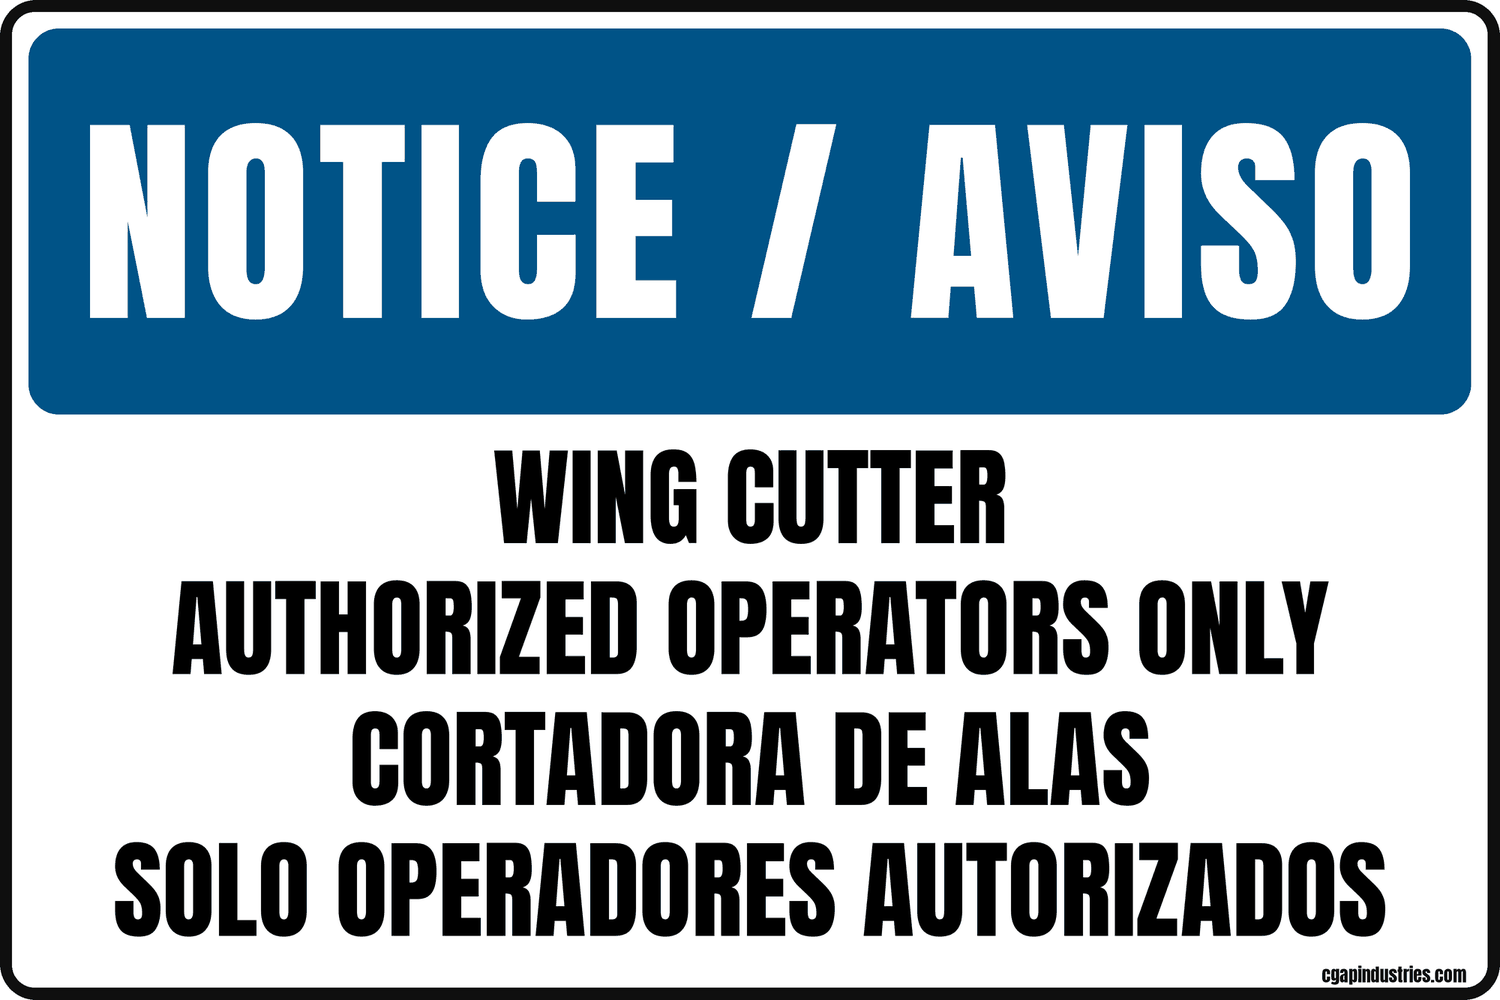 NOTICE / AVISO
WING CUTTER
AUTHORIZED OPERATORS ONLY
CORTADORA DE ALAS
SOLO OPERADORES AUTORIZADOS
cgapindustries.com